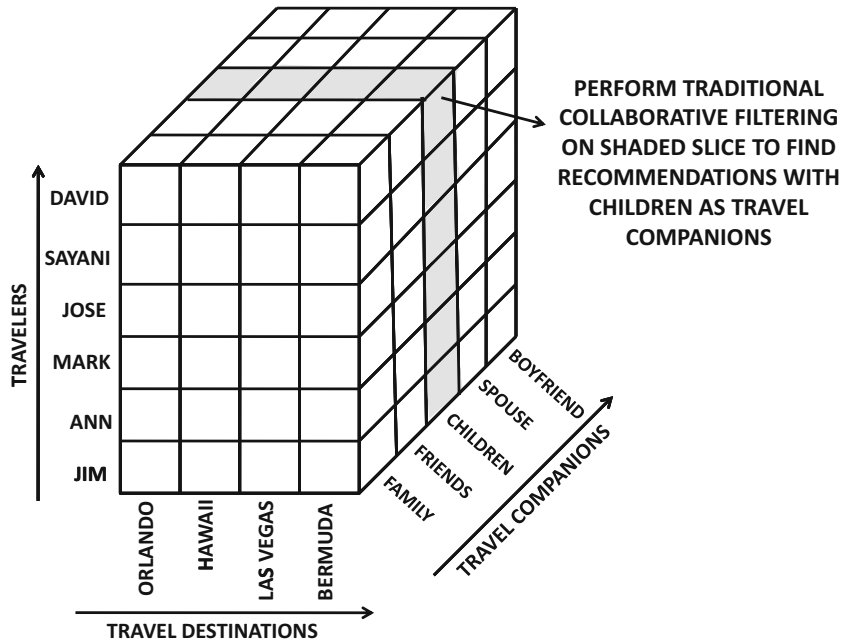 PERFORM TRADITIONAL
COLLABORATIVE FILTERING
ON SHADED SLICE TO FIND
RECOMMENDATIONS WITH
CHILDREN AS TRAVEL
COMPANIONS
TRAVELERS
DAVID
SAYANI
JOSE
MARK
ANN
JIM
ORLANDO
HAWAII
LAS VEGAS
BERMUDA
TRAVEL DESTINATIONS
FAMILY
FRIENDS
CHILDREN
SPOUSE
BOYFRIEND
TRAVEL COMPANIONS